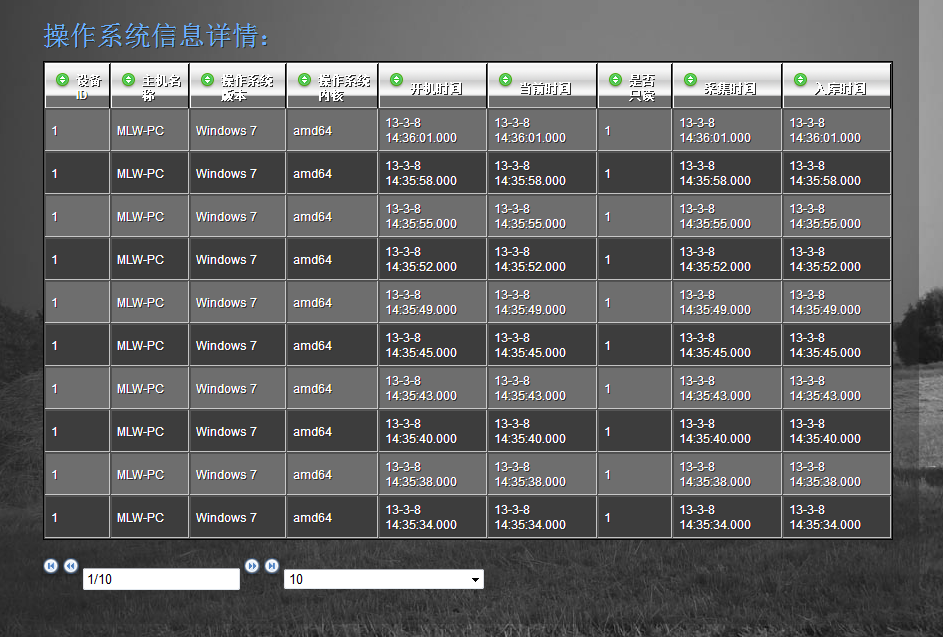 操作系统信息详情：
设备ID 主机名称 操作系统版本 操作系统内核 开机时间 当前时间 是否只读 采集时间 入库时间
1 MLW-PC Windows 7 amd64 13-3-8 14:36:01.000 13-3-8 14:36:01.000 1 13-3-8 14:36:01.000 13-3-8 14:36:01.000
1 MLW-PC Windows 7 amd64 13-3-8 14:35:58.000 13-3-8 14:35:58.000 1 13-3-8 14:35:58.000 13-3-8 14:35:58.000
1 MLW-PC Windows 7 amd64 13-3-8 14:35:55.000 13-3-8 14:35:55.000 1 13-3-8 14:35:55.000 13-3-8 14:35:55.000
1 MLW-PC Windows 7 amd64 13-3-8 14:35:52.000 13-3-8 14:35:52.000 1 13-3-8 14:35:52.000 13-3-8 14:35:52.000
1 MLW-PC Windows 7 amd64 13-3-8 14:35:49.000 13-3-8 14:35:49.000 1 13-3-8 14:35:49.000 13-3-8 14:35:49.000
1 MLW-PC Windows 7 amd64 13-3-8 14:35:45.000 13-3-8 14:35:45.000 1 13-3-8 14:35:45.000 13-3-8 14:35:45.000
1 MLW-PC Windows 7 amd64 13-3-8 14:35:43.000 13-3-8 14:35:43.000 1 13-3-8 14:35:43.000 13-3-8 14:35:43.000
1 MLW-PC Windows 7 amd64 13-3-8 14:35:40.000 13-3-8 14:35:40.000 1 13-3-8 14:35:40.000 13-3-8 14:35:40.000
1 MLW-PC Windows 7 amd64 13-3-8 14:35:38.000 13-3-8 14:35:38.000 1 13-3-8 14:35:38.000 13-3-8 14:35:38.000
1 MLW-PC Windows 7 amd64 13-3-8 14:35:34.000 13-3-8 14:35:34.000 1 13-3-8 14:35:34.000 13-3-8 14:35:34.000
1/10 10